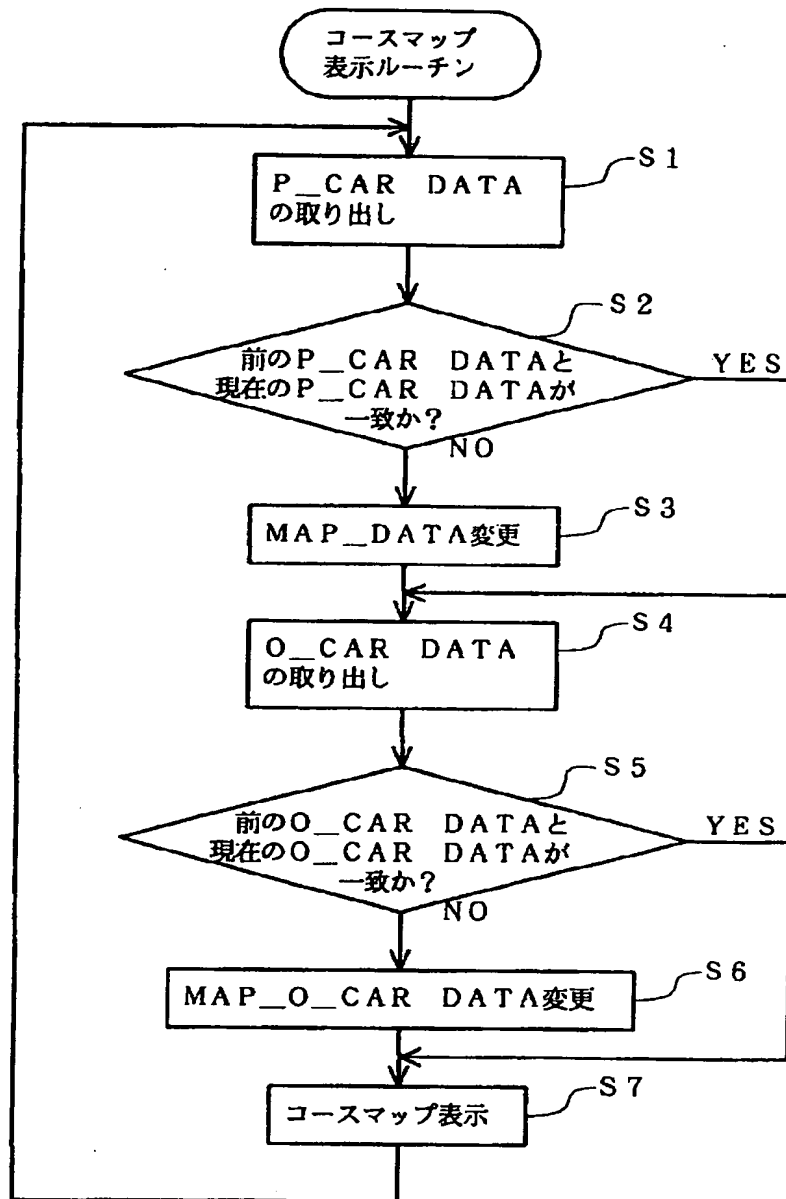 コースマップ
表示ルーチン
S1
P_CAR DATA
の取り出し
S2
前のP_CAR DATAと
現在のP_CAR DATAが
一致か?
YES
NO
S3
MAP_DATA変更
S4
O_CAR DATA
の取り出し
S5
前のO_CAR DATAと
現在のO_CAR DATAが
一致か?
YES
NO
S6
MAP_O_CAR DATA変更
S7
コースマップ表示